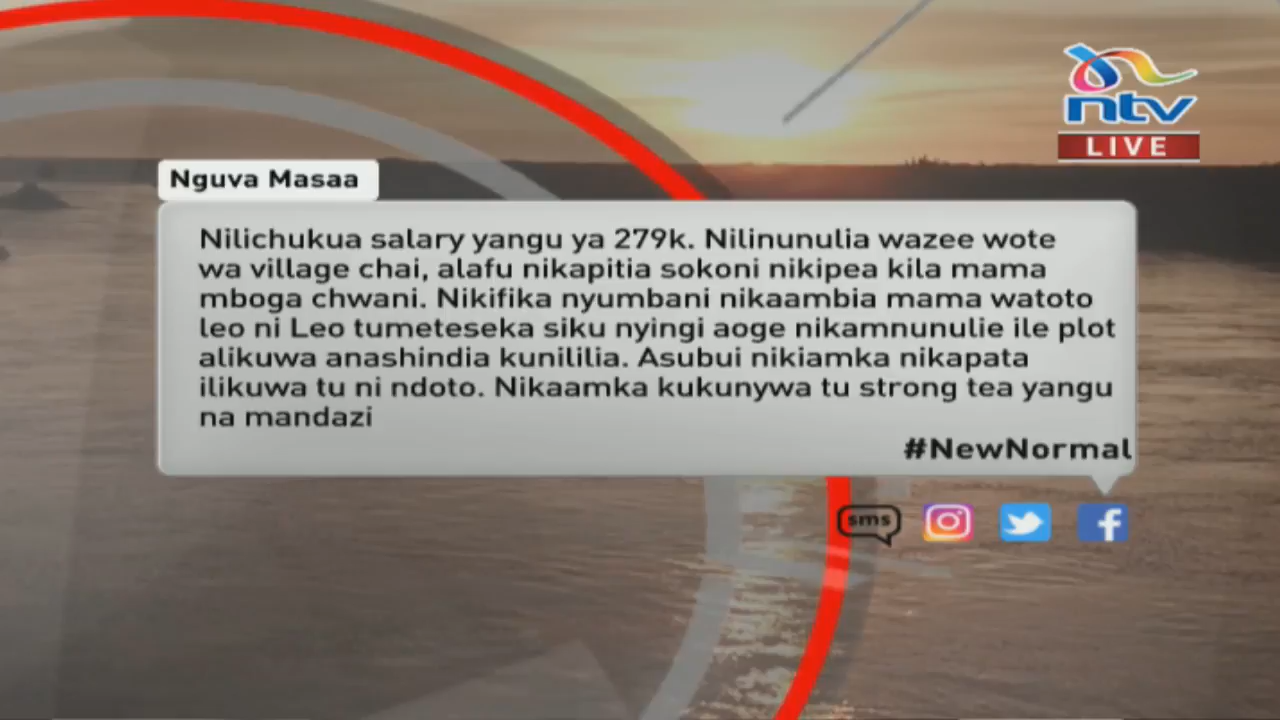 ntv
LIVE
Nguva Masaa
Nilichukua salary yangu ya 279k. Nilinunulia wazee wote
wa village chai, alafu nikapitia sokoni nikipea kila mama
mboga chwani. Nikifika nyumbani nikaambia mama watoto
leo ni Leo tumeteseka siku nyingi aoge nikamnunulie ile plot
alikuwa anashindia kunililia. Asubui nikiamka nikapata
ilikuwa tu ni ndoto. Nikaamka kukunywa tu strong tea yangu
na mandazi
#NewNormal
sms